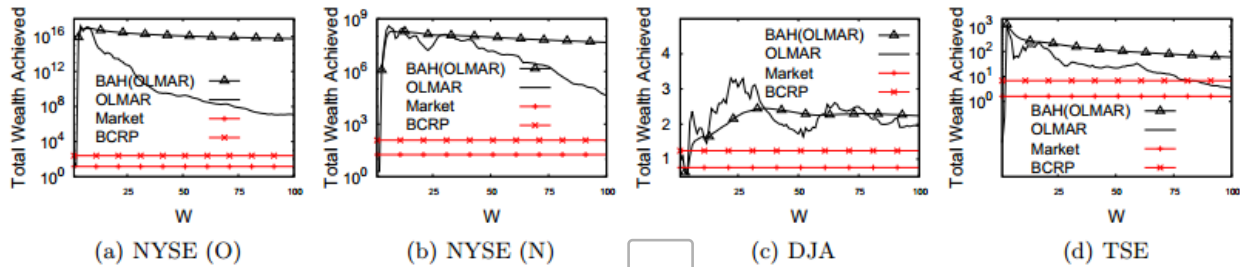 Total Wealth Achieved
10^16
10^12
10^8
10^4
10^0
BAH(OLMAR)
OLMAR
Market
BCRP
0 25 50 75 100
W
(a) NYSE (O)
Total Wealth Achieved
10^9
10^6
10^3
10^0
BAH(OLMAR)
OLMAR
Market
BCRP
25 50 75 100
W
(b) NYSE (N)
Total Wealth Achieved
4
3
2
1
BAH(OLMAR)
OLMAR
Market
BCRP
25 50 75 100
W
(c) DJA
Total Wealth Achieved
10^3
10^2
10^1
10^0
BAH(OLMAR)
OLMAR
Market
BCRP
0 25 50 75 100
W
(d) TSE